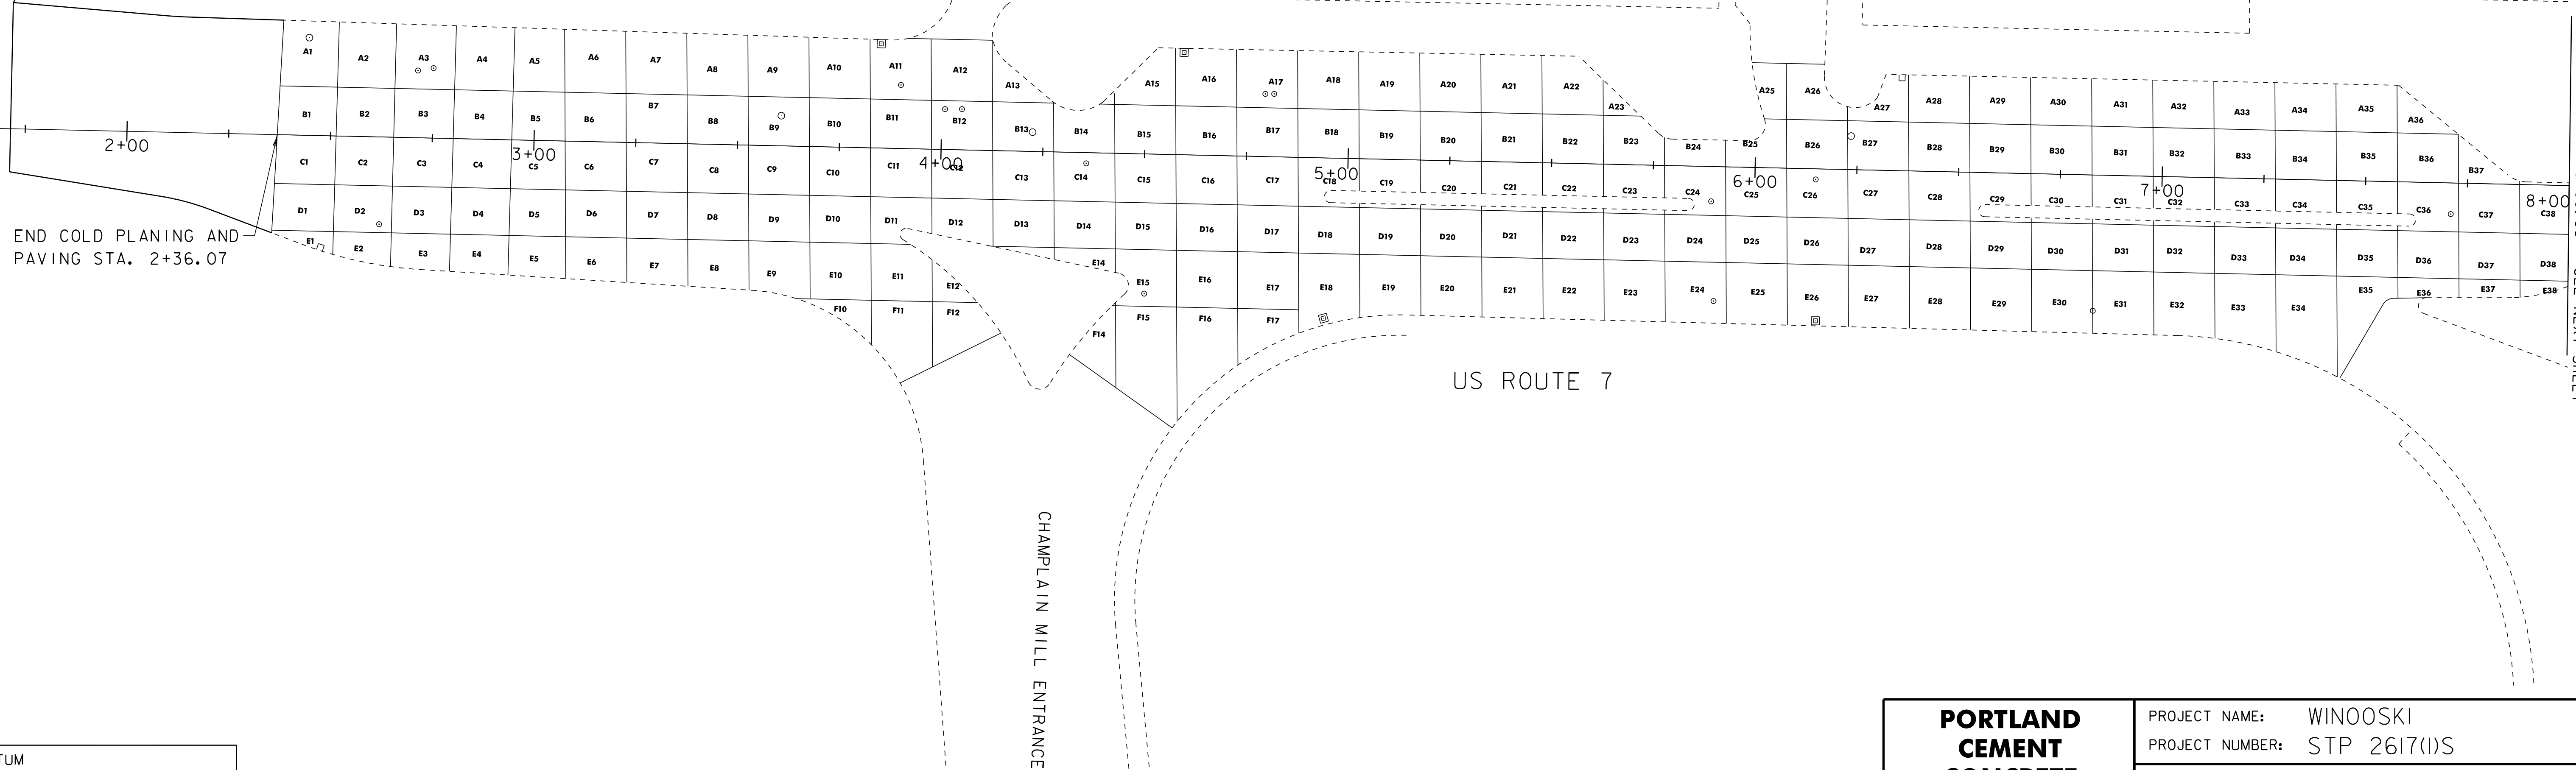 A1 A2 A3 A4 A5 A6 A7 A8 A9 A10 A11 A12 A13 A15 A16 A17 A18 A19 A20 A21 A22 A23 A25 A26 A27 A28 A29 A30 A31 A32 A33 A34 A35 A36
B1 B2 B3 B4 B5 B6 B7 B8 B9 B10 B11 B12 B13 B14 B15 B16 B17 B18 B19 B20 B21 B22 B23 B24 B25 B26 B27 B28 B29 B30 B31 B32 B33 B34 B35 B36 B37
2+00 3+00 4+00 5+00 6+00 7+00 8+00
C1 C2 C3 C4 C5 C6 C7 C8 C9 C10 C11 C12 C13 C14 C15 C16 C17 C18 C19 C20 C21 C22 C23 C24 C25 C26 C27 C28 C29 C30 C31 C32 C33 C34 C35 C36 C37 C38
D1 D2 D3 D4 D5 D6 D7 D8 D9 D10 D11 D12 D13 D14 D15 D16 D17 D18 D19 D20 D21 D22 D23 D24 D25 D26 D27 D28 D29 D30 D31 D32 D33 D34 D35 D36 D37 D38
E1 E2 E3 E4 E5 E6 E7 E8 E9 E10 E11 E12 E14 E15 E16 E17 E18 E19 E20 E21 E22 E23 E24 E25 E26 E27 E28 E29 E30 E31 E32 E33 E34 E35 E36 E37 E38
F10 F11 F12 F14 F15 F16 F17
END COLD PLANING AND
PAVING STA. 2+36.07
US ROUTE 7
CHAMPLAIN MILL ENTRANCE
PORTLAND
CEMENT
CONCRETE
PROJECT NAME: WINOOSKI
PROJECT NUMBER: STP 2617(1)S
TUM